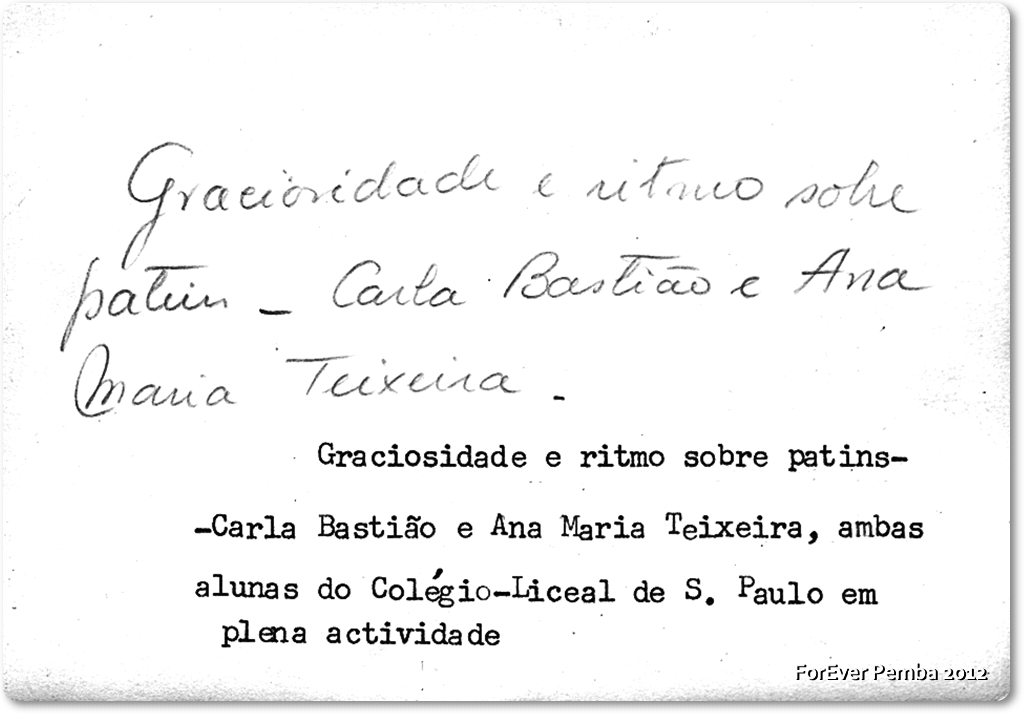 Graciosidade e ritmo sobre
patins - Carla Bastião e Ana
Maria Teixeira.
Graciosidade e ritmo sobre patins-
-Carla Bastião e Ana Maria Teixeira, ambas
alunas do Colégio-Liceal de S. Paulo em
plena actividade
ForEver Pemba 2012